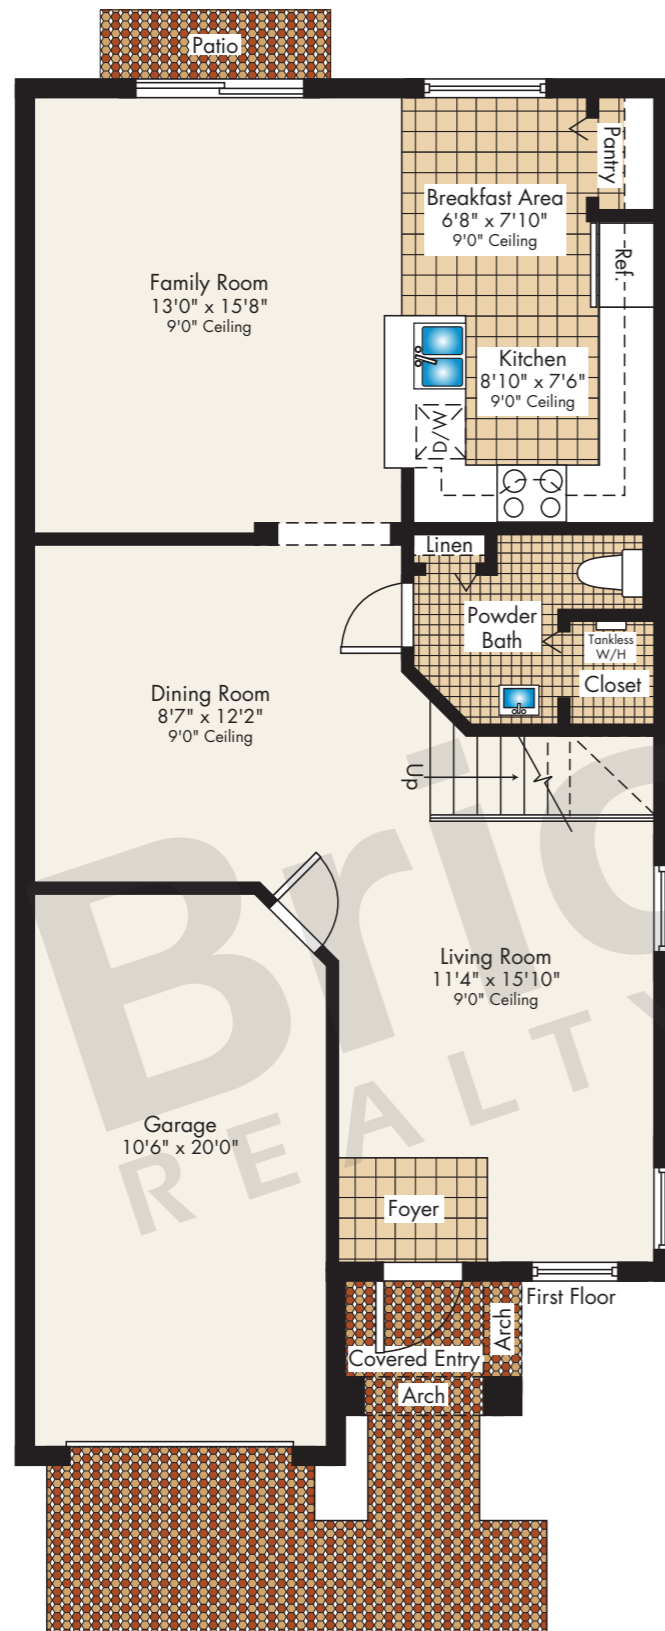 Patio
Pantry
Breakfast Area
6'8" x 7'10"
9'0" Ceiling
Ref.
Family Room
13'0" x 15'8"
9'0" Ceiling
Kitchen
8'10" x 7'6"
9'0" Ceiling
D/W
Linen
Powder
Bath
Tankless
W/H
Closet
Dining Room
8'7" x 12'2"
9'0" Ceiling
Up
Bric
REALTY
Living Room
11'4" x 15'10"
9'0" Ceiling
Garage
10'6" x 20'0"
Foyer
First Floor
Arch
Covered Entry
Arch